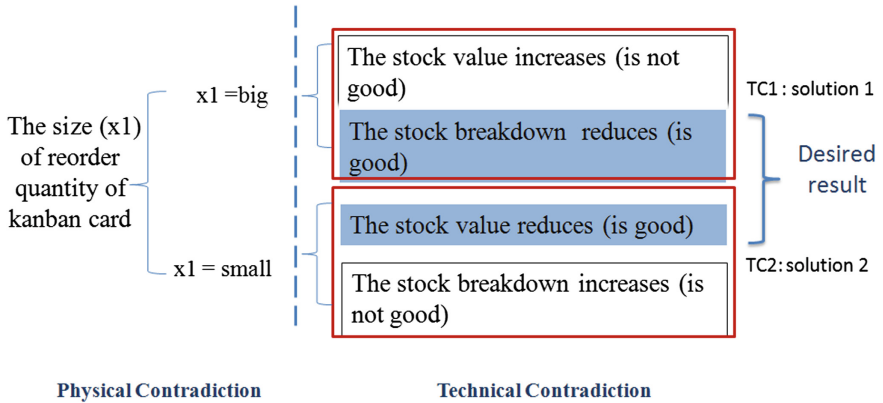 The size (x1)
of reorder
quantity of
kanban card
x1 =big
x1 = small
The stock value increases (is not
good)
The stock breakdown reduces (is
good)
The stock value reduces (is good)
The stock breakdown increases (is
not good)
TC1: solution 1
Desired
result
TC2: solution 2
Physical Contradiction
Technical Contradiction